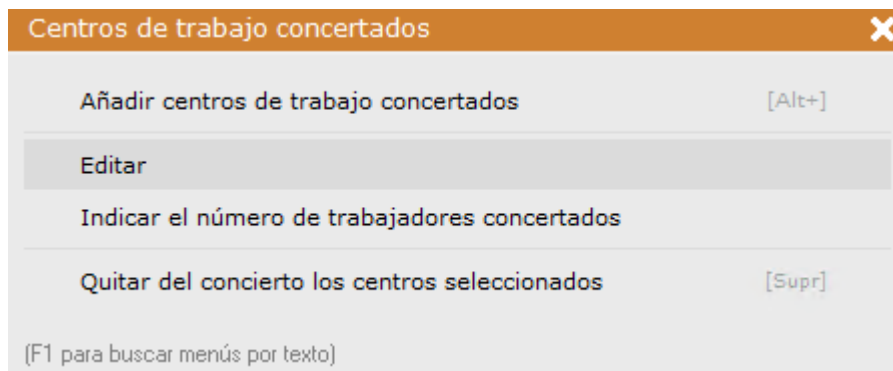 Centros de trabajo concertados
Añadir centros de trabajo concertados [Alt+]
Editar
Indicar el número de trabajadores concertados
Quitar del concierto los centros seleccionados [Supr]
(F1 para buscar menús por texto)